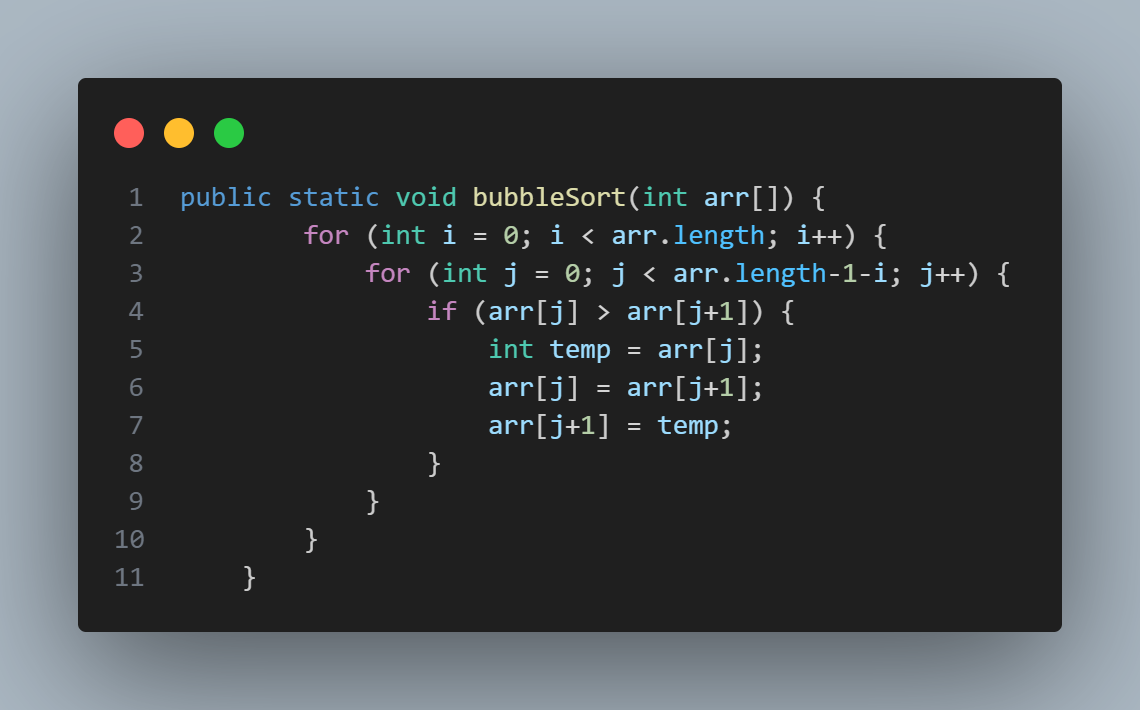 1 public static void bubbleSort(int arr[]) {
2         for (int i = 0; i < arr.length; i++) {
3             for (int j = 0; j < arr.length-1-i; j++) {
4                 if (arr[j] > arr[j+1]) {
5                     int temp = arr[j];
6                     arr[j] = arr[j+1];
7                     arr[j+1] = temp;
8                 }
9             }
10         }
11     }